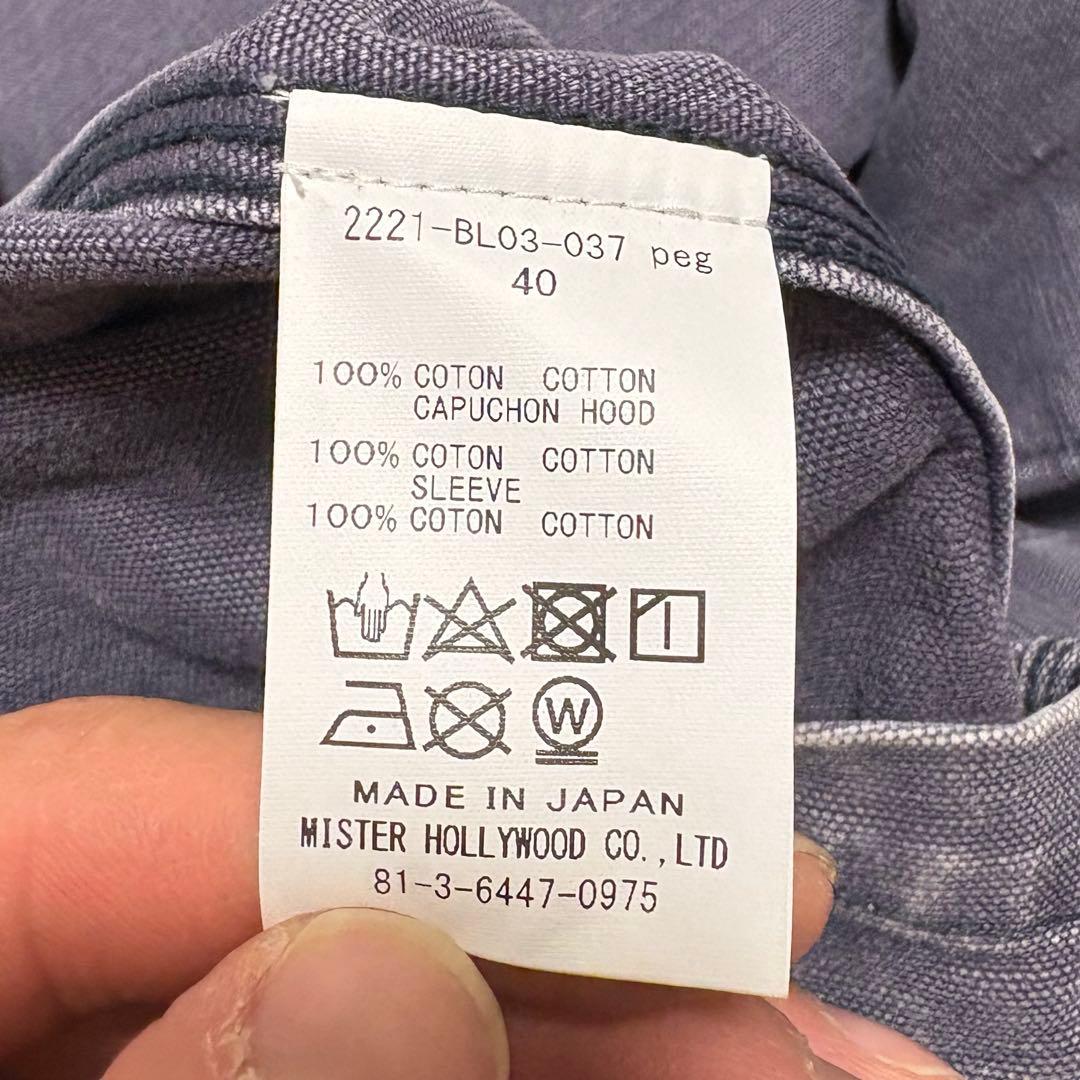 2221-BL03-037 peg
40
100% COTON COTTON
CAPUCHON HOOD
100% COTON COTTON
SLEEVE
100% COTON COTTON
W
MADE IN JAPAN
MISTER HOLLYWOOD CO.,LTD
81-3-6447-0975